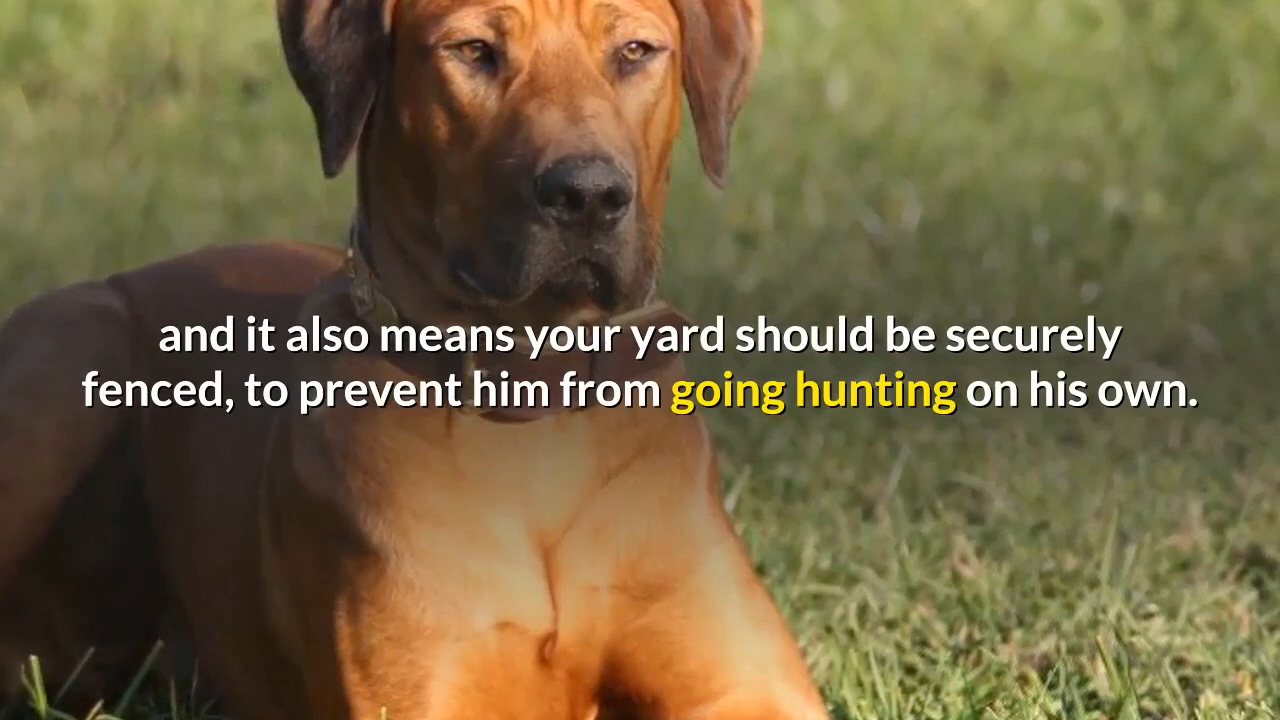 and it also means your yard should be securely
fenced, to prevent him from going hunting on his own.